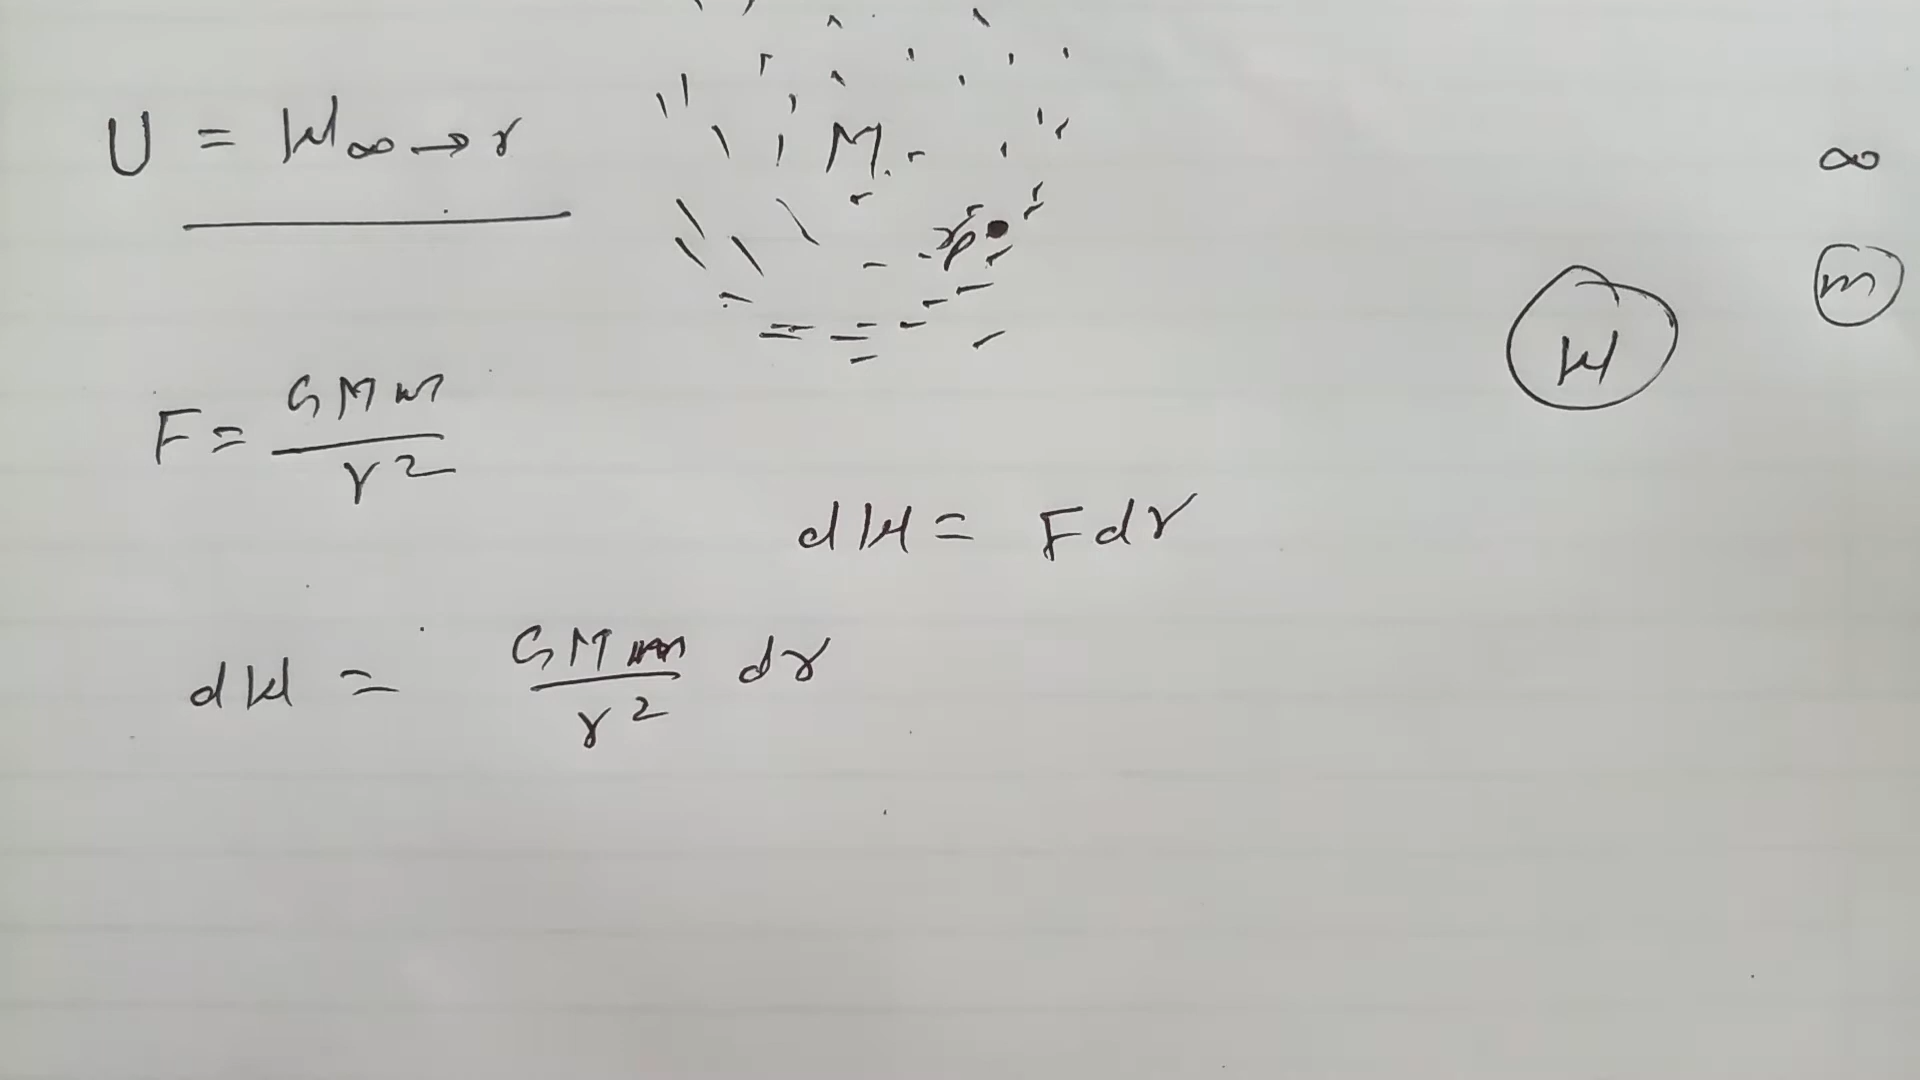 U = W∞→r
M
∞
P
m
W
F = GMm/r²
dW = Fdr
dW = GMm/r² dr